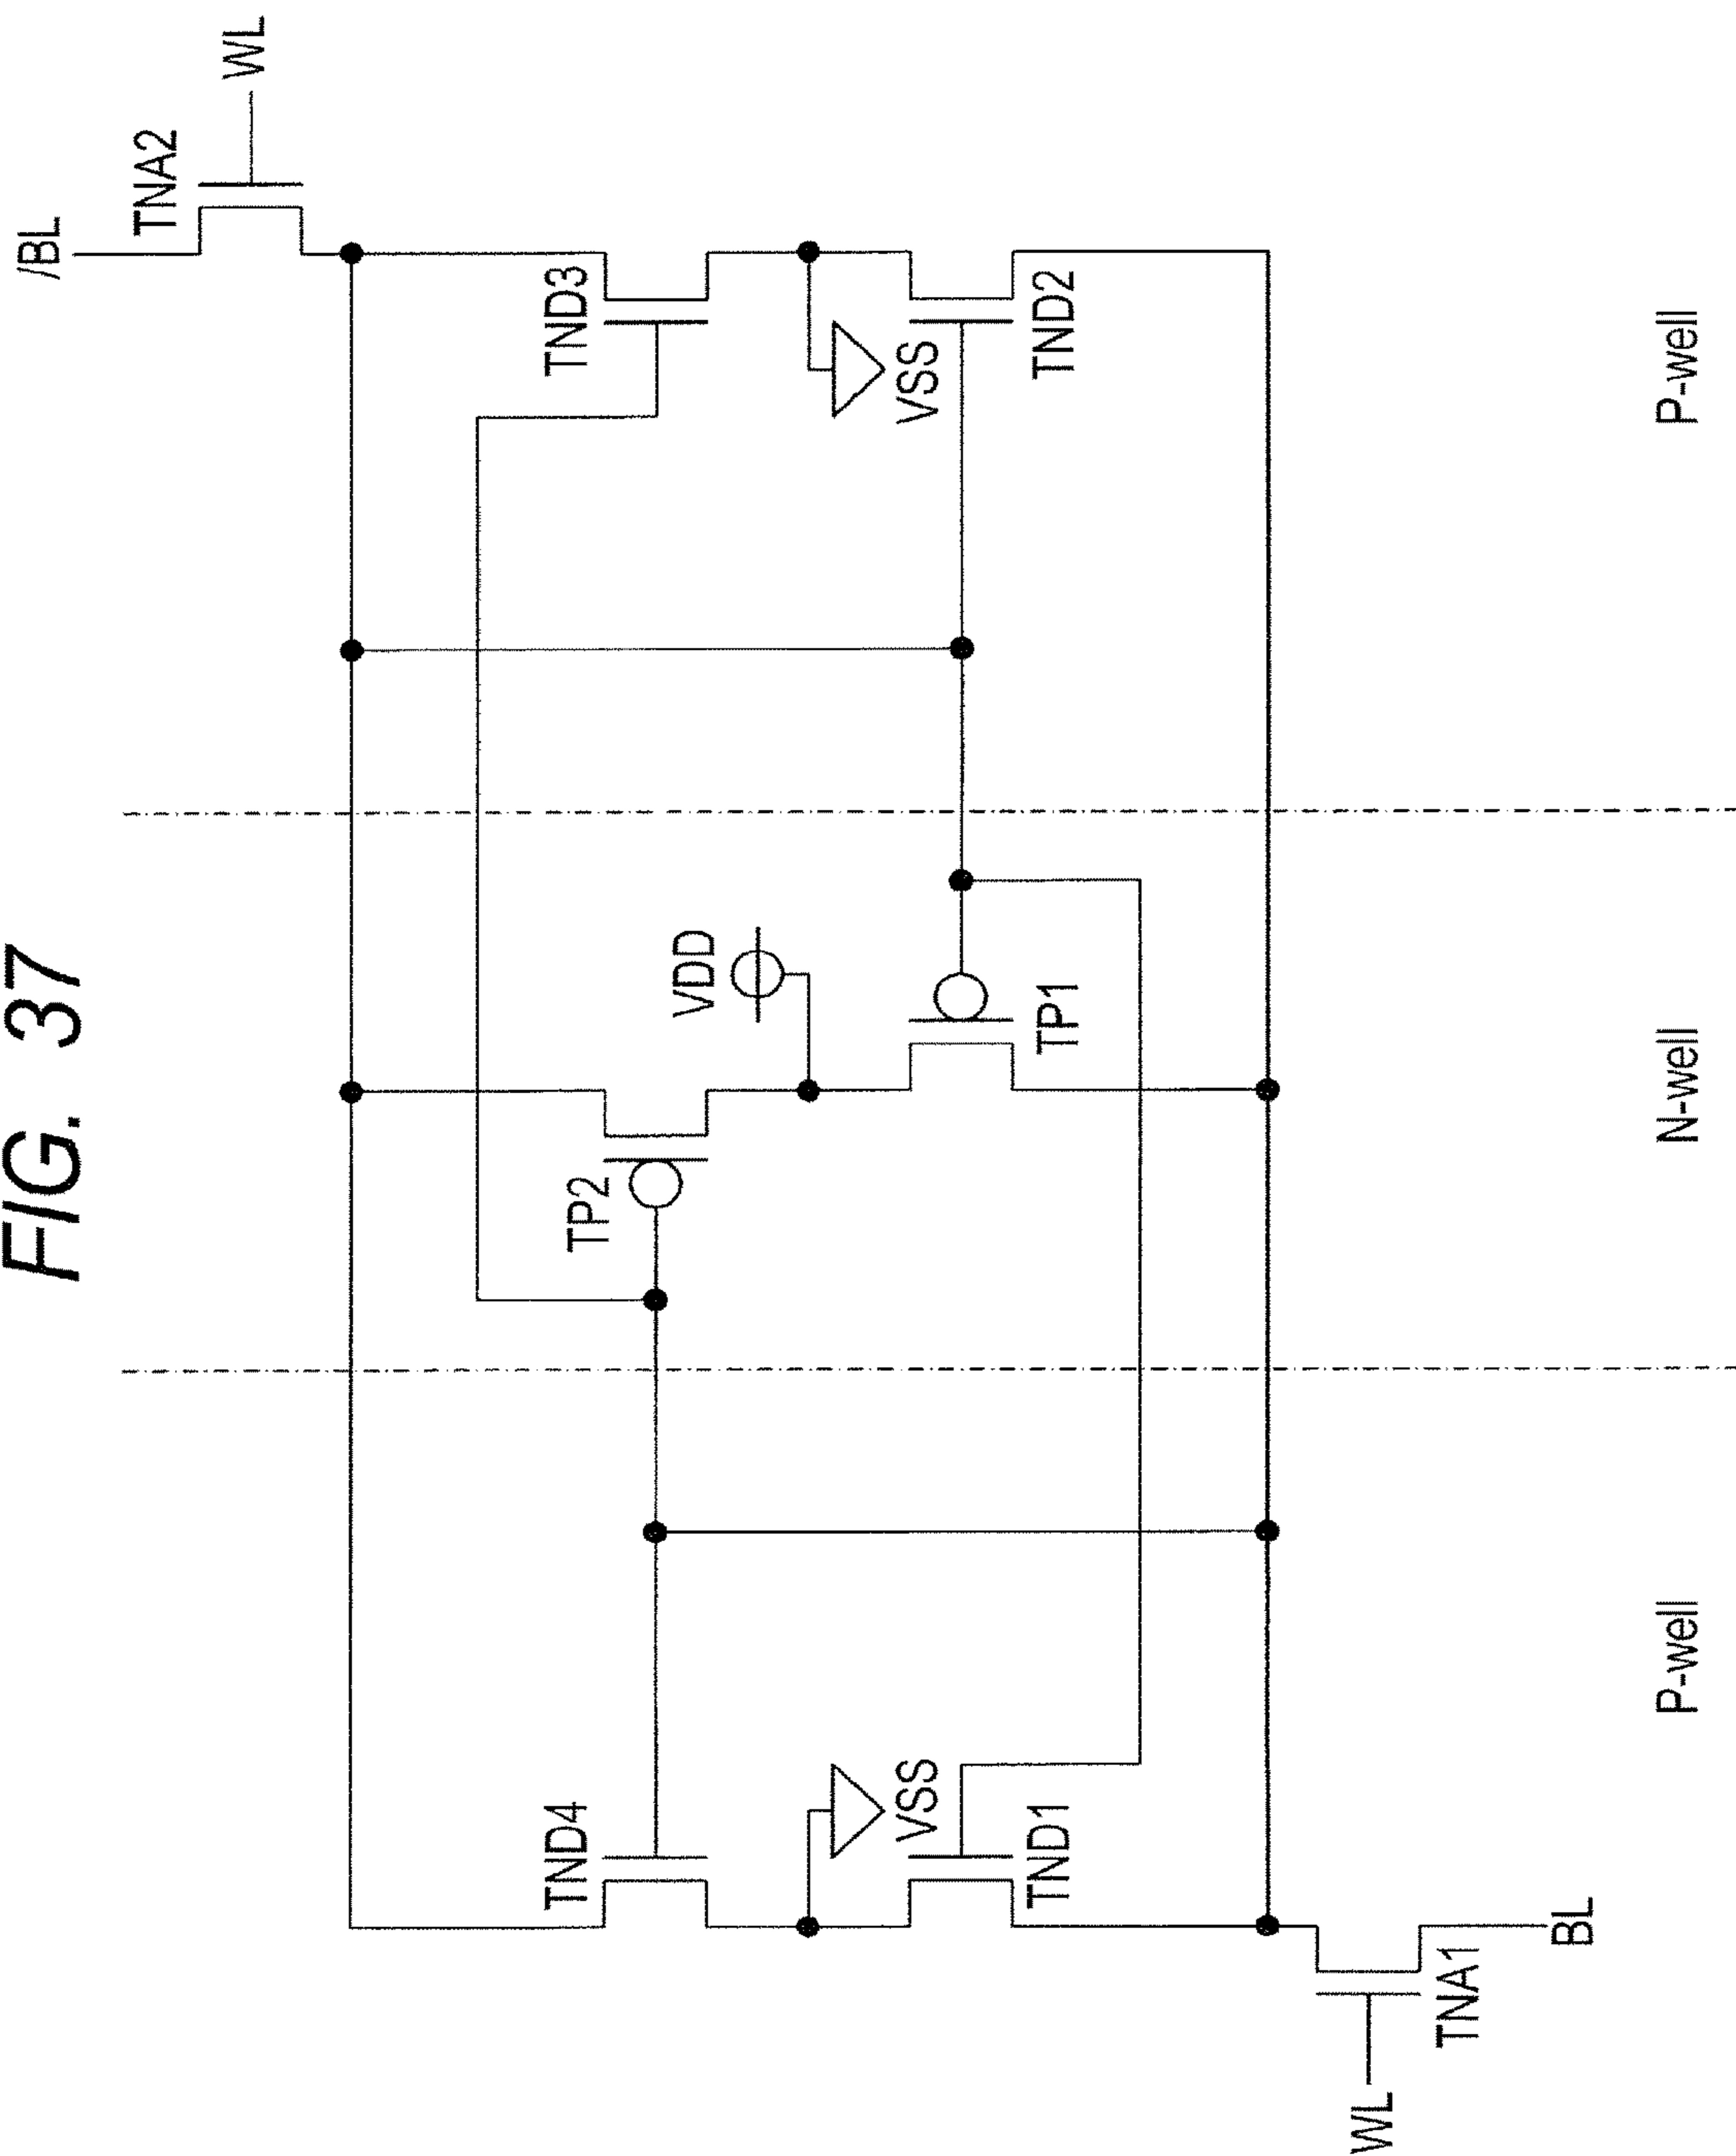 FIG. 37
/BL
TNA2
WL
TND4
TP2
TND3
VDD
VSS
VSS
TND1
TP1
TND2
WL
TNA1
BL
P-well
N-well
P-well